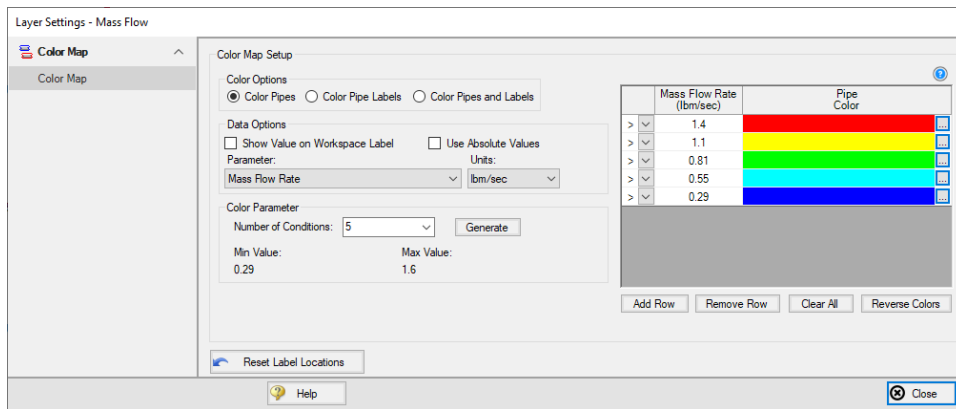 Layer Settings - Mass Flow
Color Map
Color Map
Color Map Setup
Color Options
Color Pipes Color Pipe Labels Color Pipes and Labels
Data Options
Show Value on Workspace Label Use Absolute Values
Parameter: Units:
Mass Flow Rate lbm/sec
Color Parameter
Number of Conditions: 5 Generate
Min Value: Max Value:
0.29 1.6
Mass Flow Rate (lbm/sec) Pipe Color
> 1.4 ...
> 1.1 ...
> 0.81 ...
> 0.55 ...
> 0.29 ...
Add Row Remove Row Clear All Reverse Colors
Reset Label Locations
Help Close